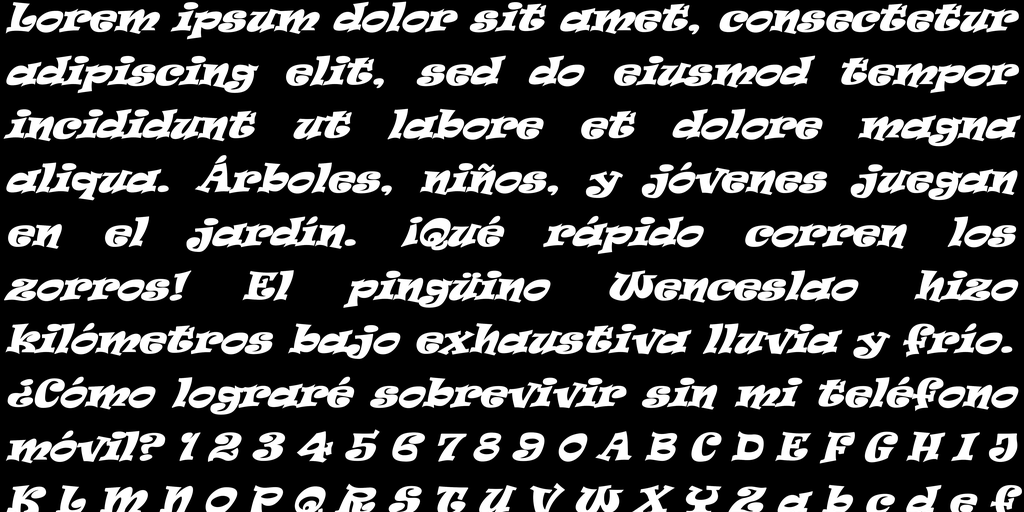 Lorem ipsum dolor sit amet, consectetur
adipiscing elit, sed do eiusmod tempor
incididunt ut labore et dolore magna
aliqua. Árboles, niños, y jóvenes juegan
en el jardín. ¡Qué rápido corren los
zorros! El pingüino Wenceslao hizo
kilómetros bajo exhaustiva lluvia y frío.
¿Cómo lograré sobrevivir sin mi teléfono
móvil? 1 2 3 4 5 6 7 8 9 0 A B C D E F G H I J
K L M N O P Q R S T U V W X Y Z a b c d e f